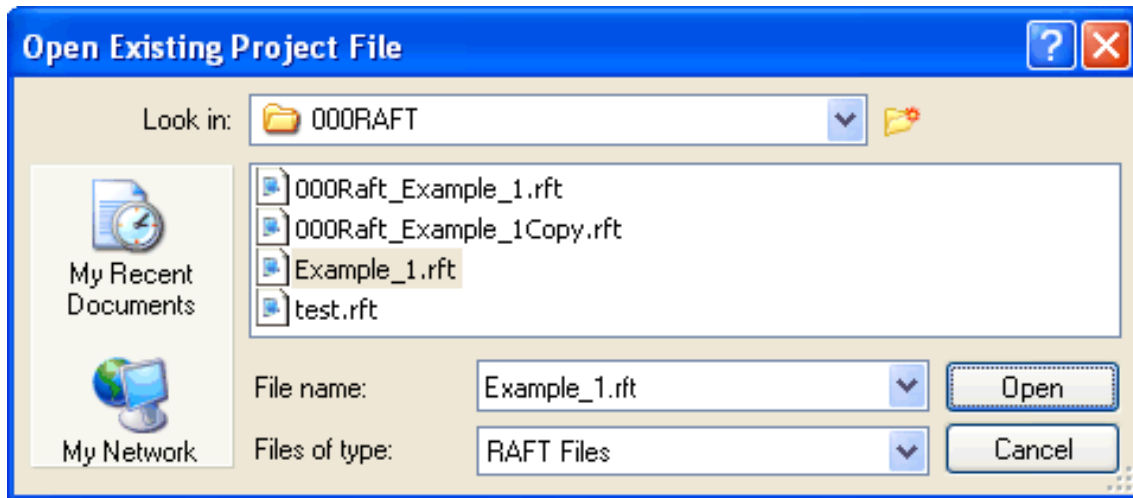 Open Existing Project File
Look in:
000RAFT
000Raft_Example_1.rft
000Raft_Example_1Copy.rft
Example_1.rft
test.rft
My Recent
Documents
My Network
File name:
Example_1.rft
Open
Files of type:
RAFT Files
Cancel